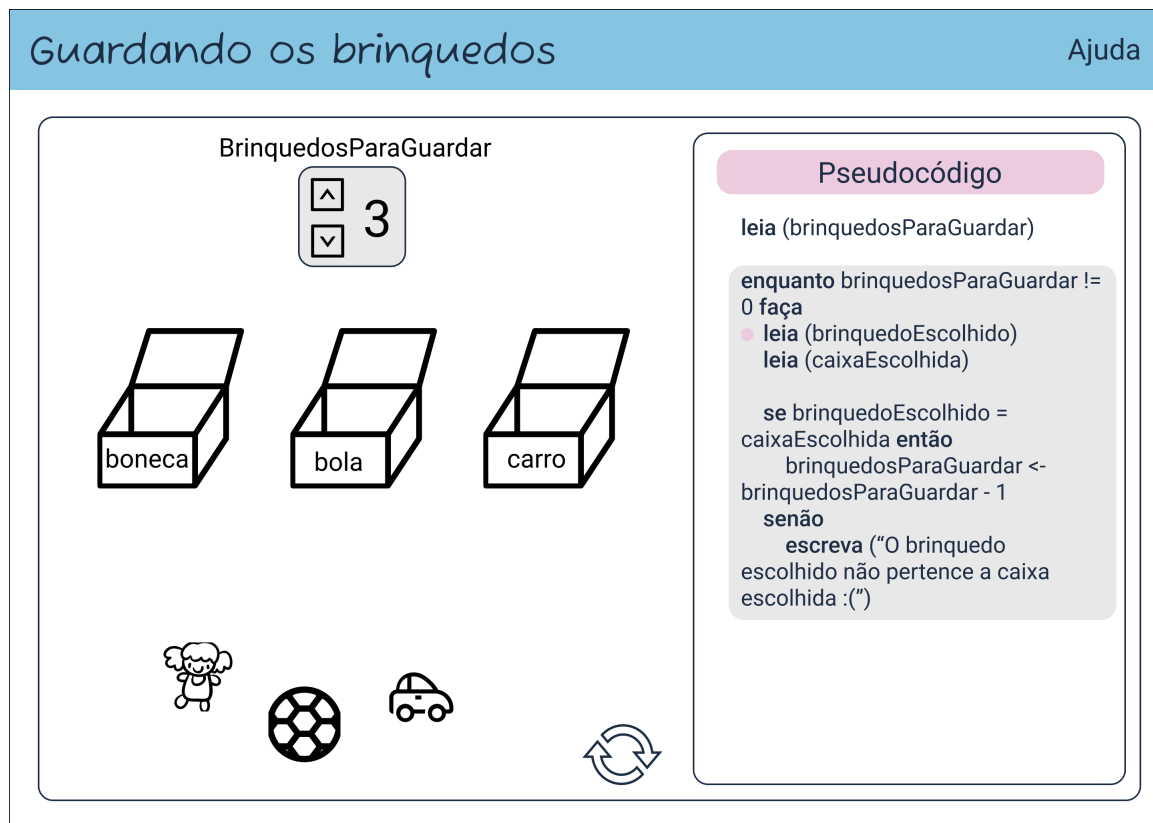 Guardando os brinquedos
Ajuda
BrinquedosParaGuardar
3
boneca
bola
carro
Pseudocódigo
leia (brinquedosParaGuardar)
enquanto brinquedosParaGuardar !=
0 faça
leia (brinquedoEscolhido)
leia (caixaEscolhida)
se brinquedoEscolhido =
caixaEscolhida então
brinquedosParaGuardar <-
brinquedosParaGuardar - 1
senão
escreva (“O brinquedo
escolhido não pertence a caixa
escolhida :(”)